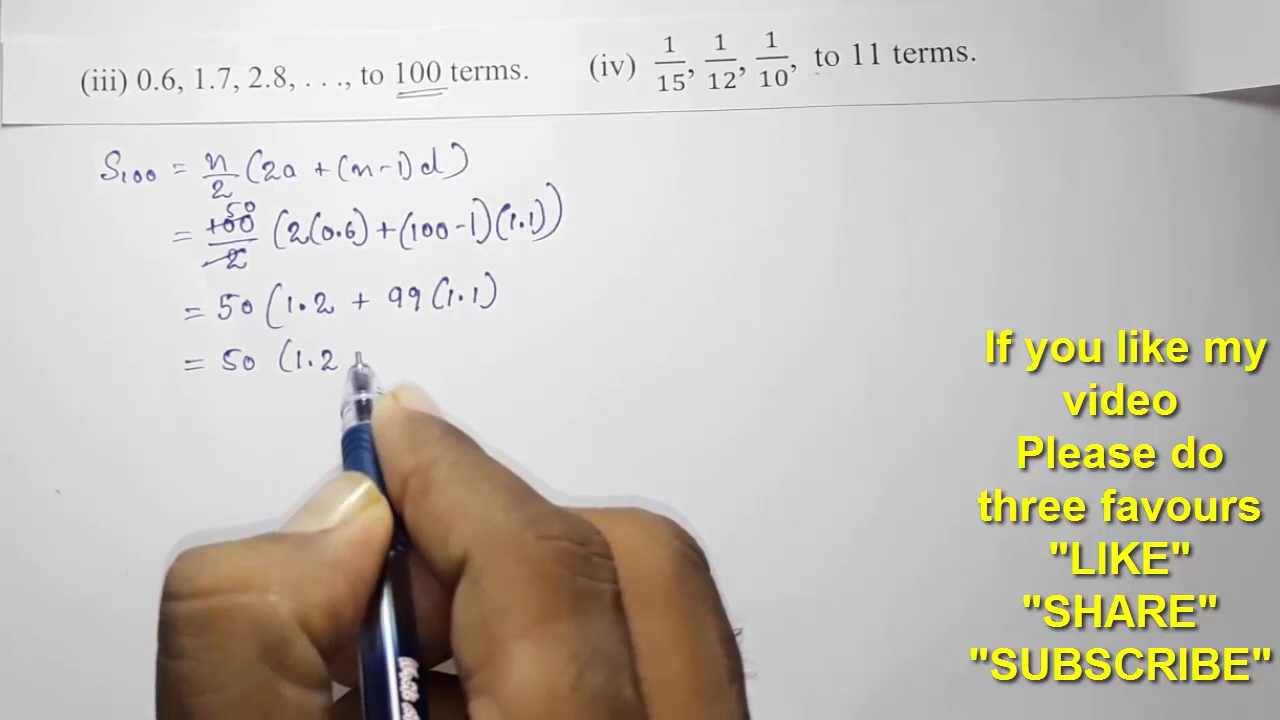 (iii) 0.6, 1.7, 2.8, . . ., to 100 terms.
(iv) 1/15, 1/12, 1/10, to 11 terms.
S₁₀₀ = n/2 (2a + (n-1)d)
= 100/2 50 (2(0.6) + (100-1)(1.1))
= 50 (1.2 + 99(1.1)
= 50 (1.2
If you like my
video
Please do
three favours
"LIKE"
"SHARE"
"SUBSCRIBE"